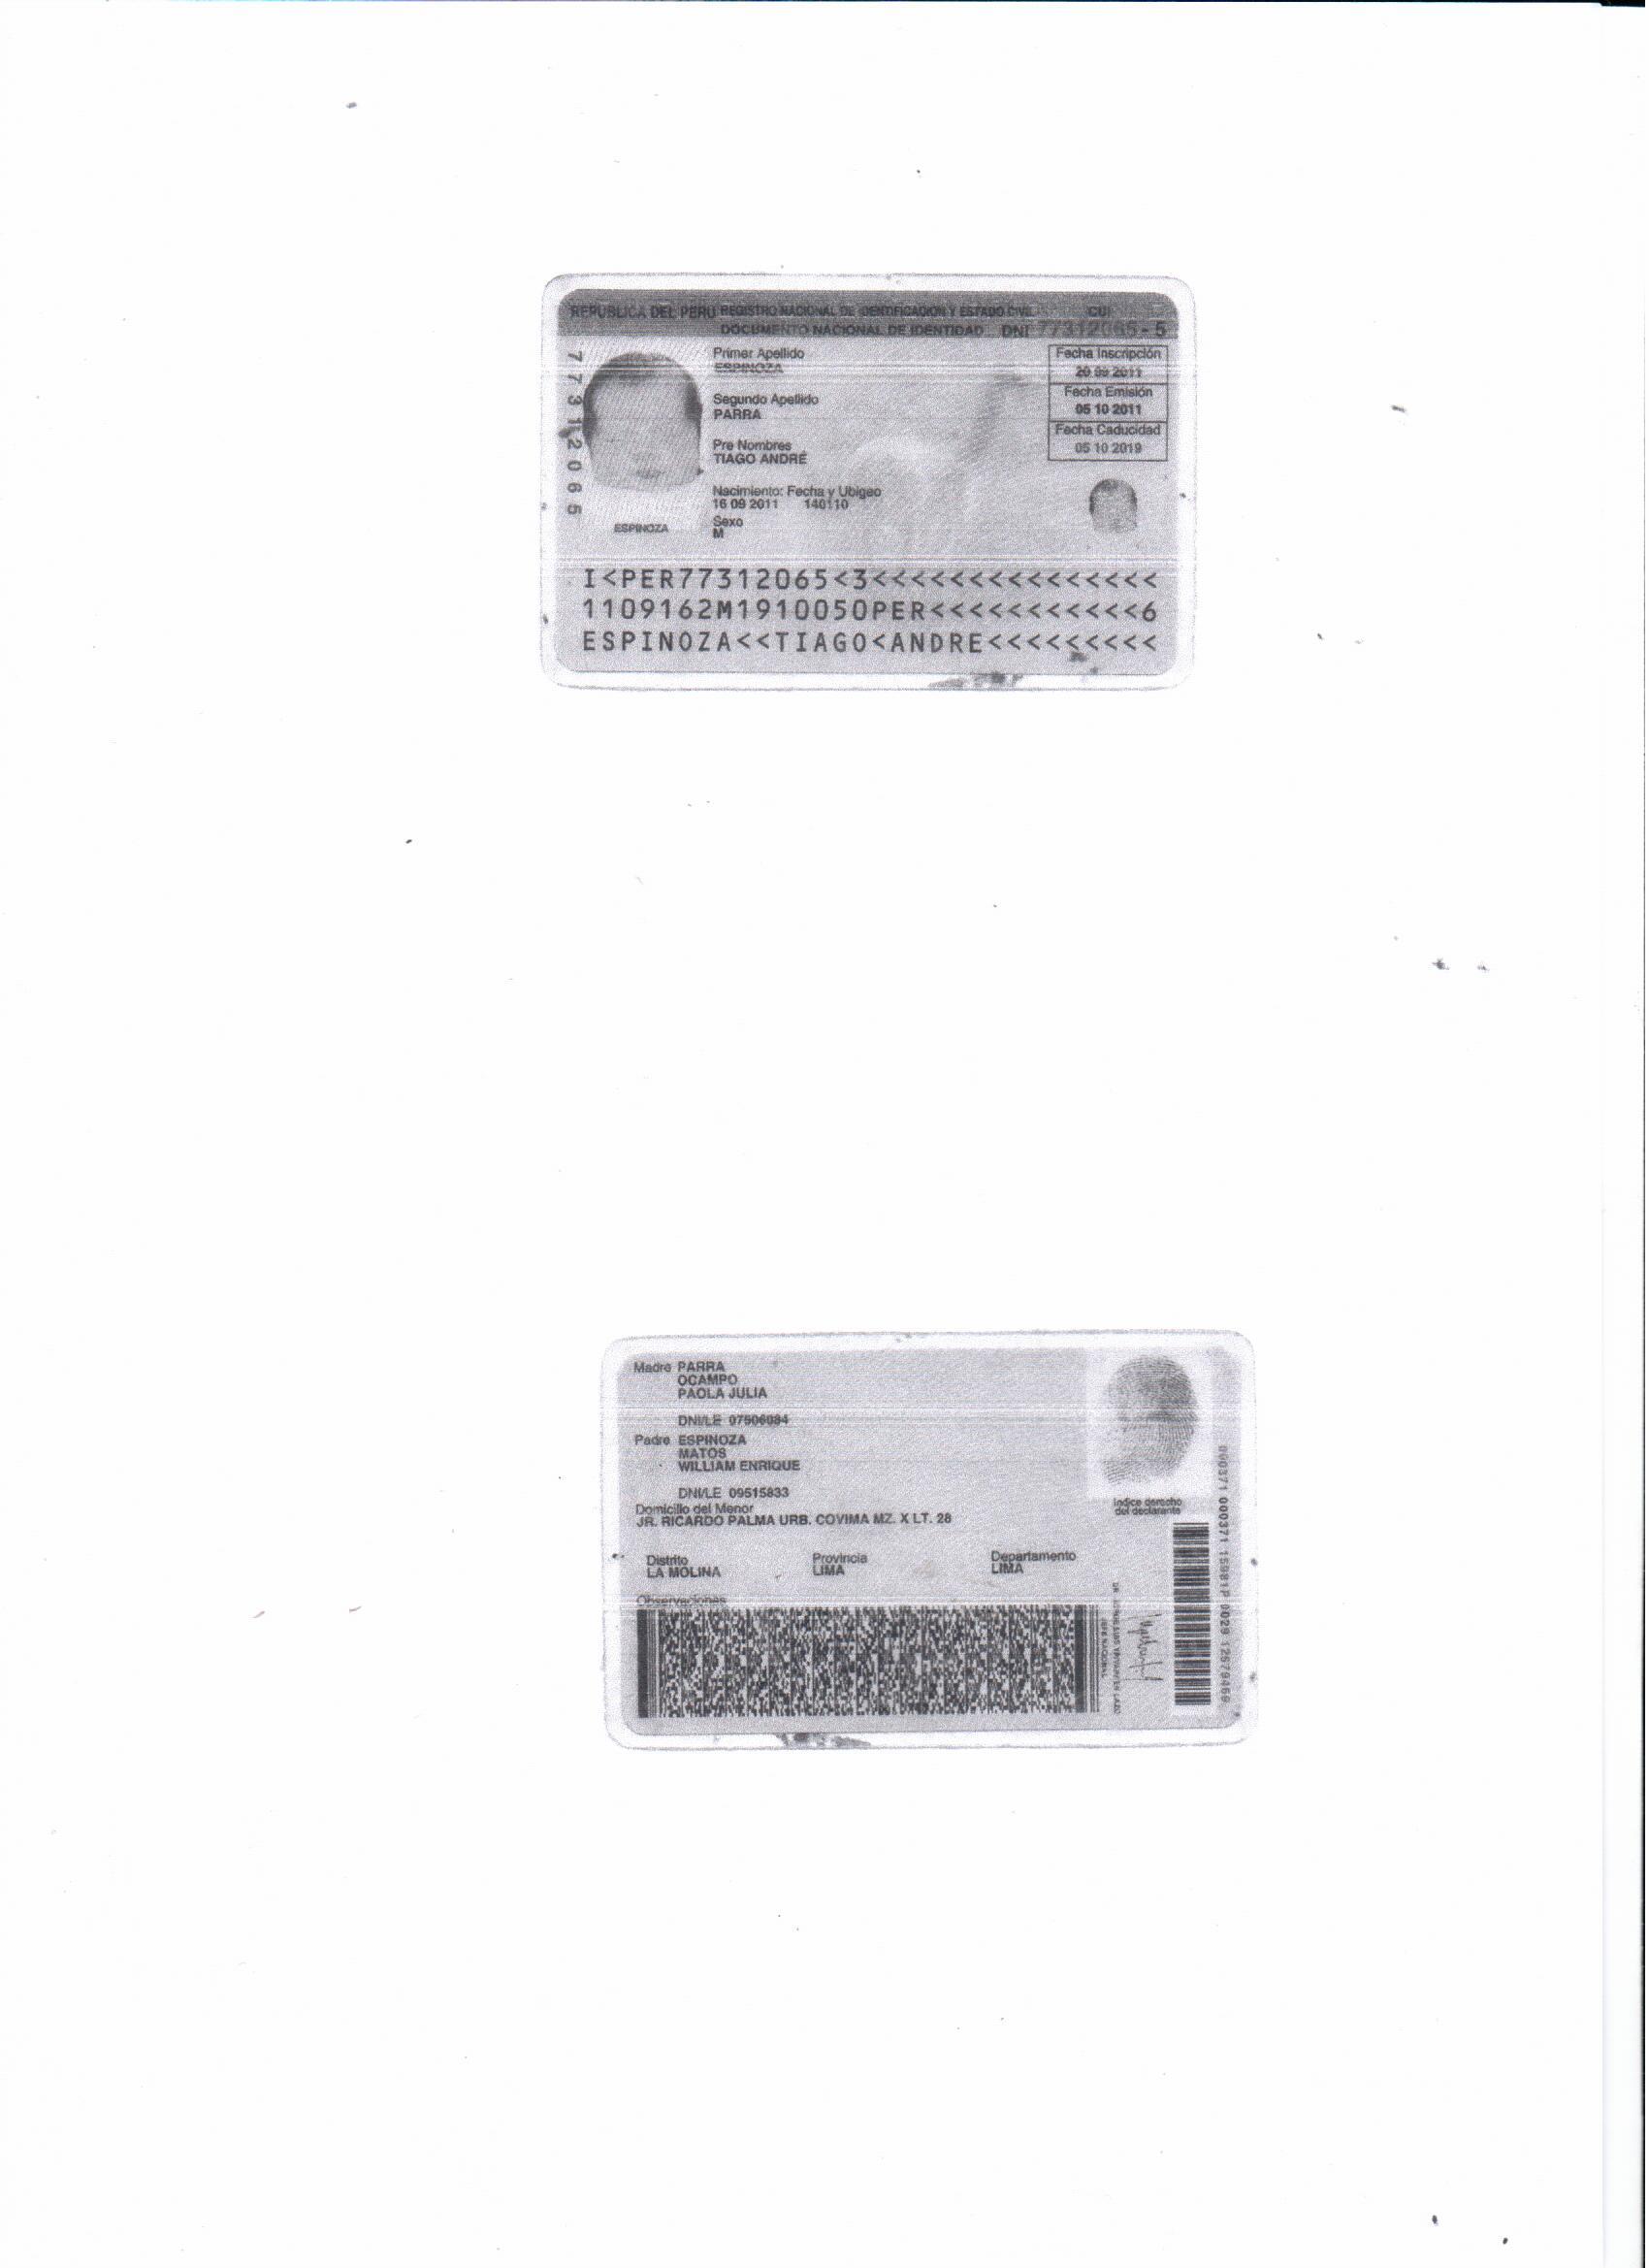 REPUBLICA DEL PERU REGISTRO NACIONAL DE IDENTIFICACION Y ESTADO CIVIL CUI
DOCUMENTO NACIONAL DE IDENTIDAD DNI 77312065-5
77312065
Primer Apellido
ESPINOZA
Segundo Apellido
PARRA
Pre Nombres
TIAGO ANDRÉ
Nacimiento: Fecha y Ubigeo
16 09 2011 140110
Sexo
M
Fecha Inscripción
20 09 2011
Fecha Emisión
05 10 2011
Fecha Caducidad
05 10 2019
ESPINOZA
I<PER77312065<3<<<<<<<<<<<<<<<
1109162M1910050PER<<<<<<<<<<<6
ESPINOZA<<TIAGO<ANDRE<<<<<<<<<
Madre PARRA
OCAMPO
PAOLA JULIA
DNI/LE 07506084
Padre ESPINOZA
MATOS
WILLIAM ENRIQUE
DNI/LE 09515833
Domicilio del Menor
JR. RICARDO PALMA URB. COVIMA MZ. X LT. 28
Distrito Provincia Departamento
LA MOLINA LIMA LIMA
Observaciones
Indice derecho
del declarante
000371 000371 15981P 0029 12579459